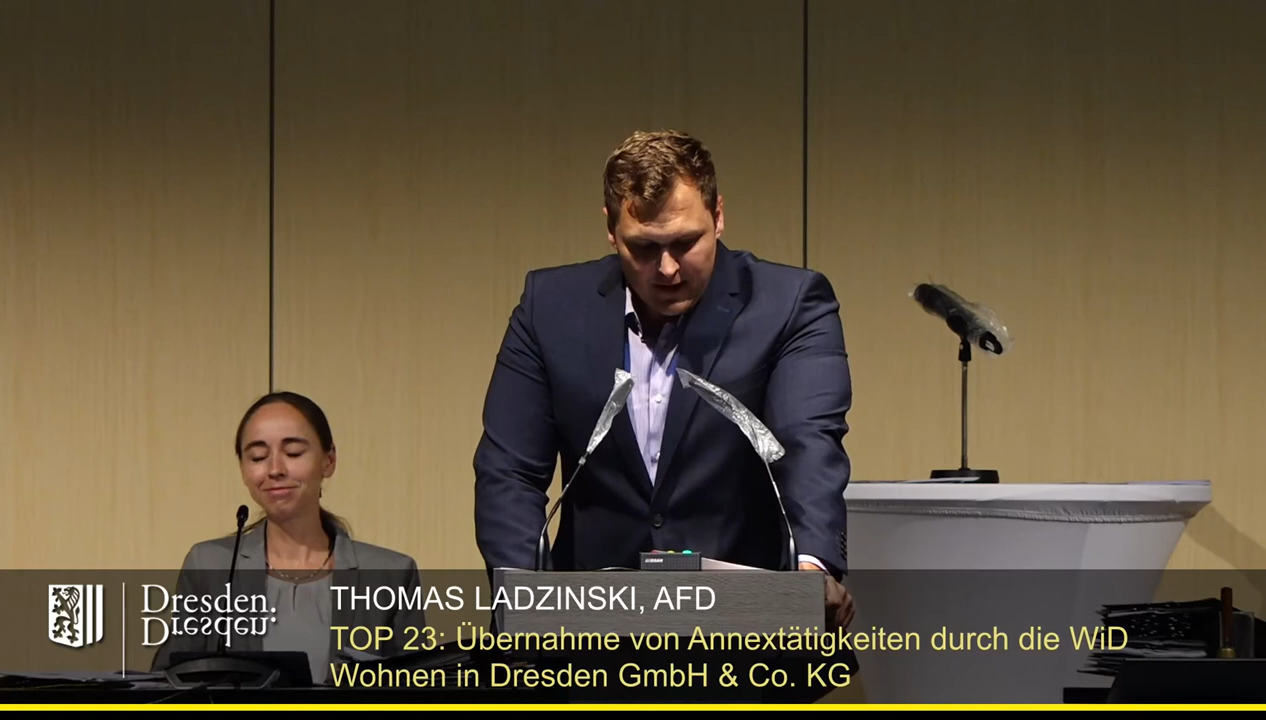 Dresden.
Dresden.
THOMAS LADZINSKI, AFD
TOP 23: Übernahme von Annextätigkeiten durch die WiD
Wohnen in Dresden GmbH & Co. KG